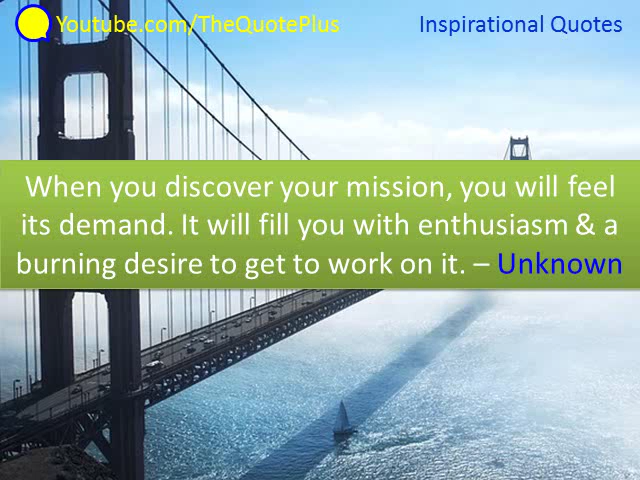 Youtube.com/TheQuotePlus
Inspirational Quotes
When you discover your mission, you will feel
its demand. It will fill you with enthusiasm & a
burning desire to get to work on it. – Unknown